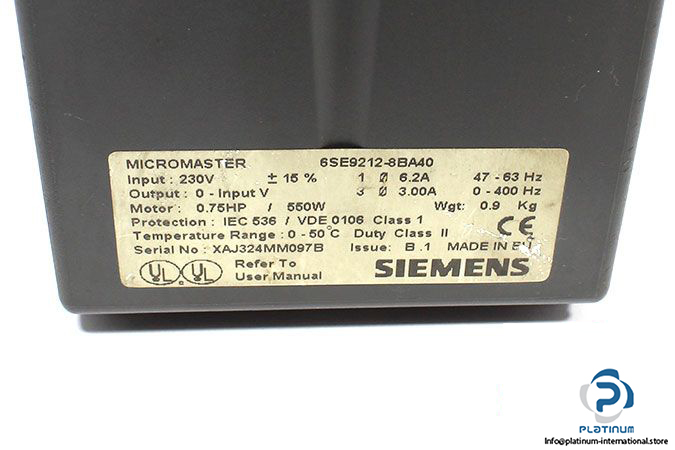 MICROMASTER 6SE9212-8BA40
Input : 230V ± 15 % 1 Ø 6.2A 47 - 63 Hz
Output : 0 - Input V 3 Ø 3.00A 0 - 400 Hz
Motor : 0.75HP / 550W Wgt: 0.9 Kg
Protection : IEC 536 / VDE 0106 Class 1
Temperature Range : 0 - 50°C Duty Class II CE
Serial No : XAJ324MM097B Issue: B .1 MADE IN EU
UL UL Refer To User Manual SIEMENS
PLATINUM
info@platinum-international.store